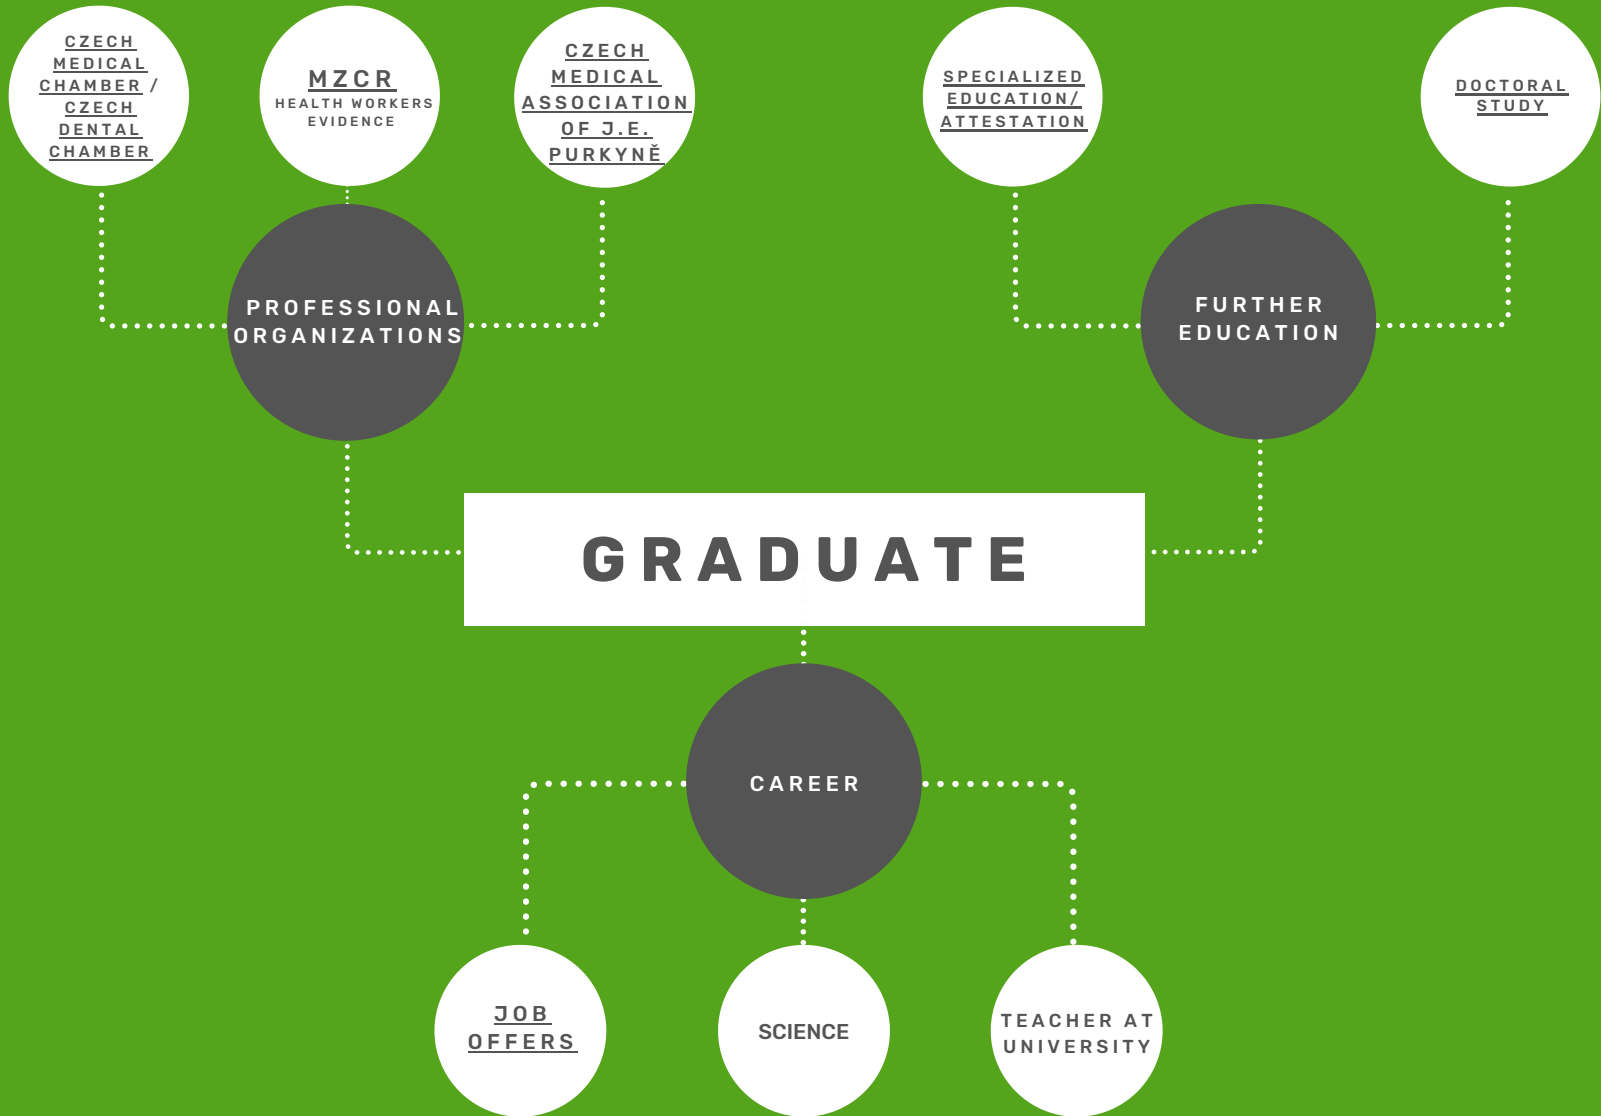 CZECH
MEDICAL
CHAMBER /
CZECH
DENTAL
CHAMBER
MZCR
HEALTH WORKERS
EVIDENCE
CZECH
MEDICAL
ASSOCIATION
OF J.E.
PURKYNĚ
SPECIALIZED
EDUCATION/
ATTESTATION
DOCTORAL
STUDY
PROFESSIONAL
ORGANIZATIONS
FURTHER
EDUCATION
GRADUATE
CAREER
JOB
OFFERS
SCIENCE
TEACHER AT
UNIVERSITY